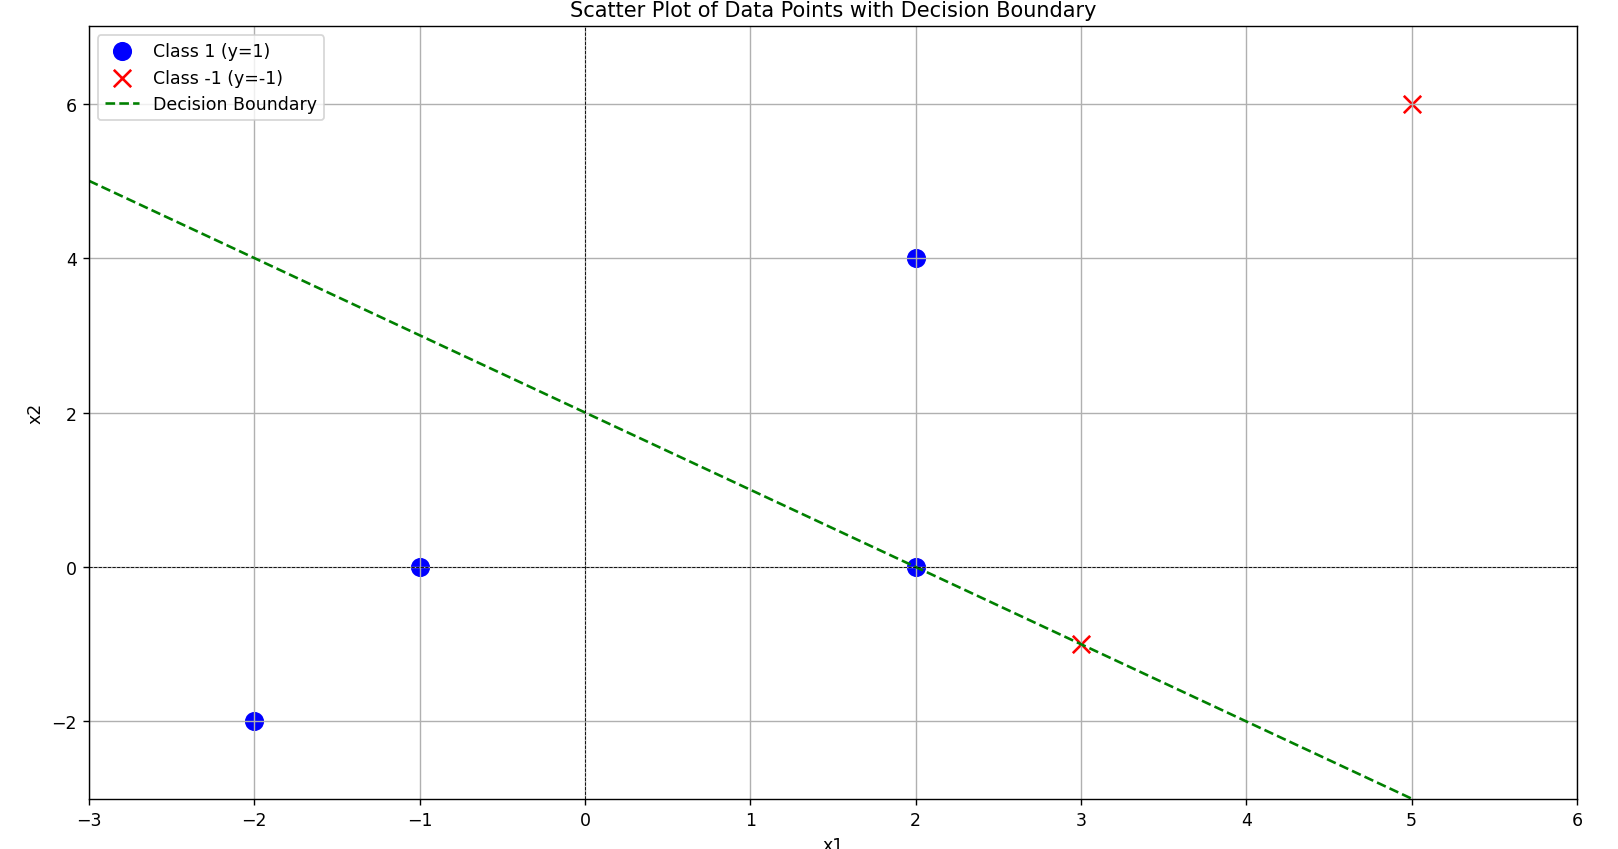 Scatter Plot of Data Points with Decision Boundary
Class 1 (y=1)
Class -1 (y=-1)
Decision Boundary
x2
6
4
2
0
−2
−3 −2 −1 0 1 2 3 4 5 6
x1